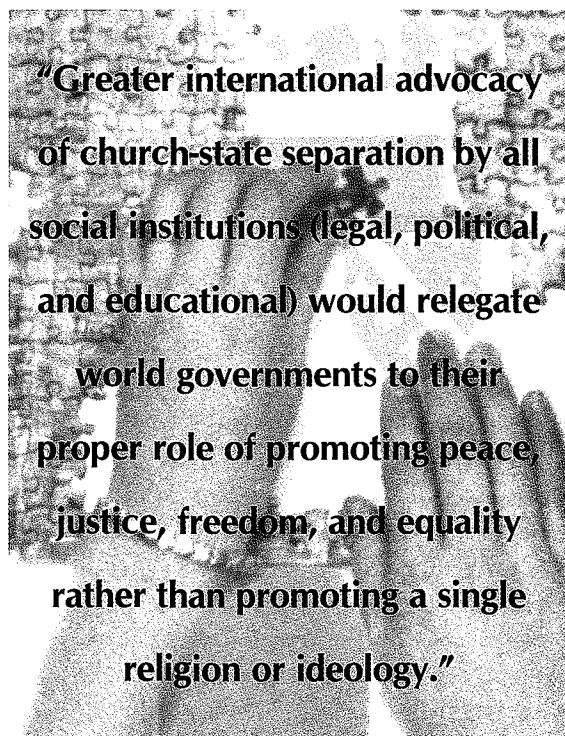 “Greater international advocacy
of church-state separation by all
social institutions (legal, political,
and educational) would relegate
world governments to their
proper role of promoting peace,
justice, freedom, and equality
rather than promoting a single
religion or ideology.”